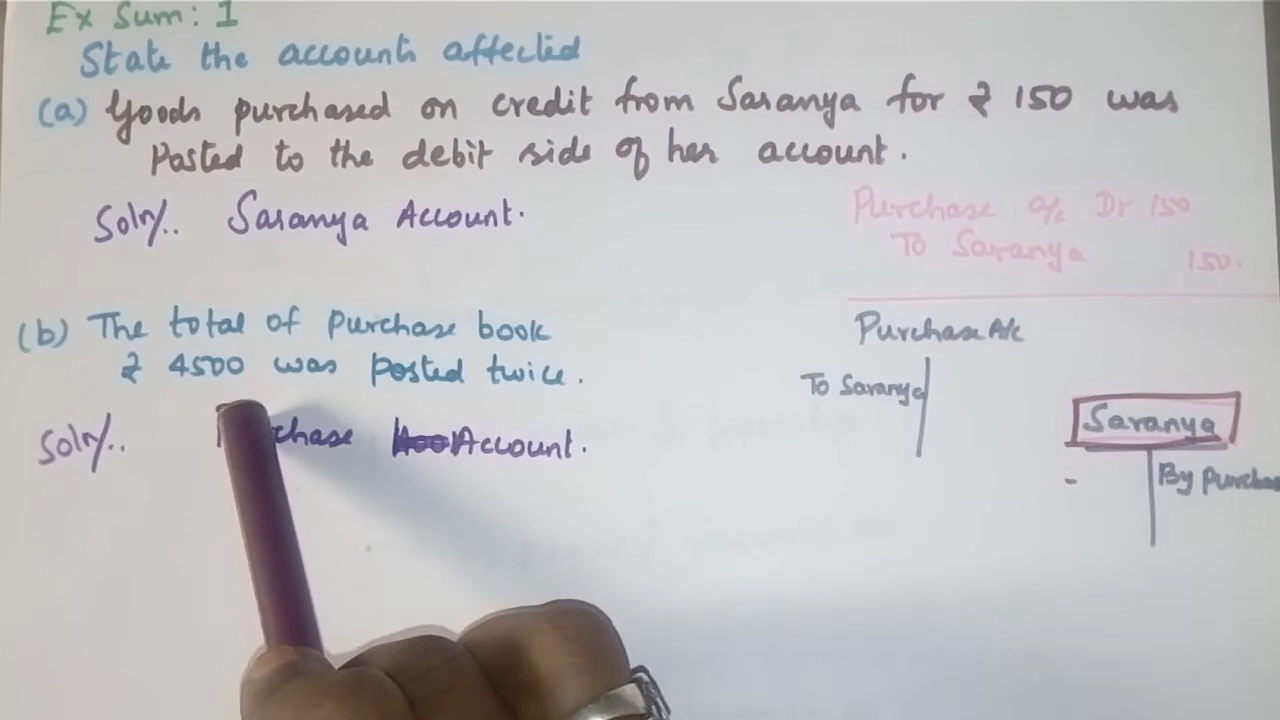 Ex Sum: 1
State the accounts affected
(a) Goods purchased on credit from Saranya for ₹ 150 was
Posted to the debit side of her account.
Soln/.. Saranya Account.
Purchase a/c Dr 150
To Saranya 150.
(b) The total of Purchase book
₹ 4500 was Posted twice.
Soln/.. Account.
Purchase A/c
To Saranya
Saranya
By